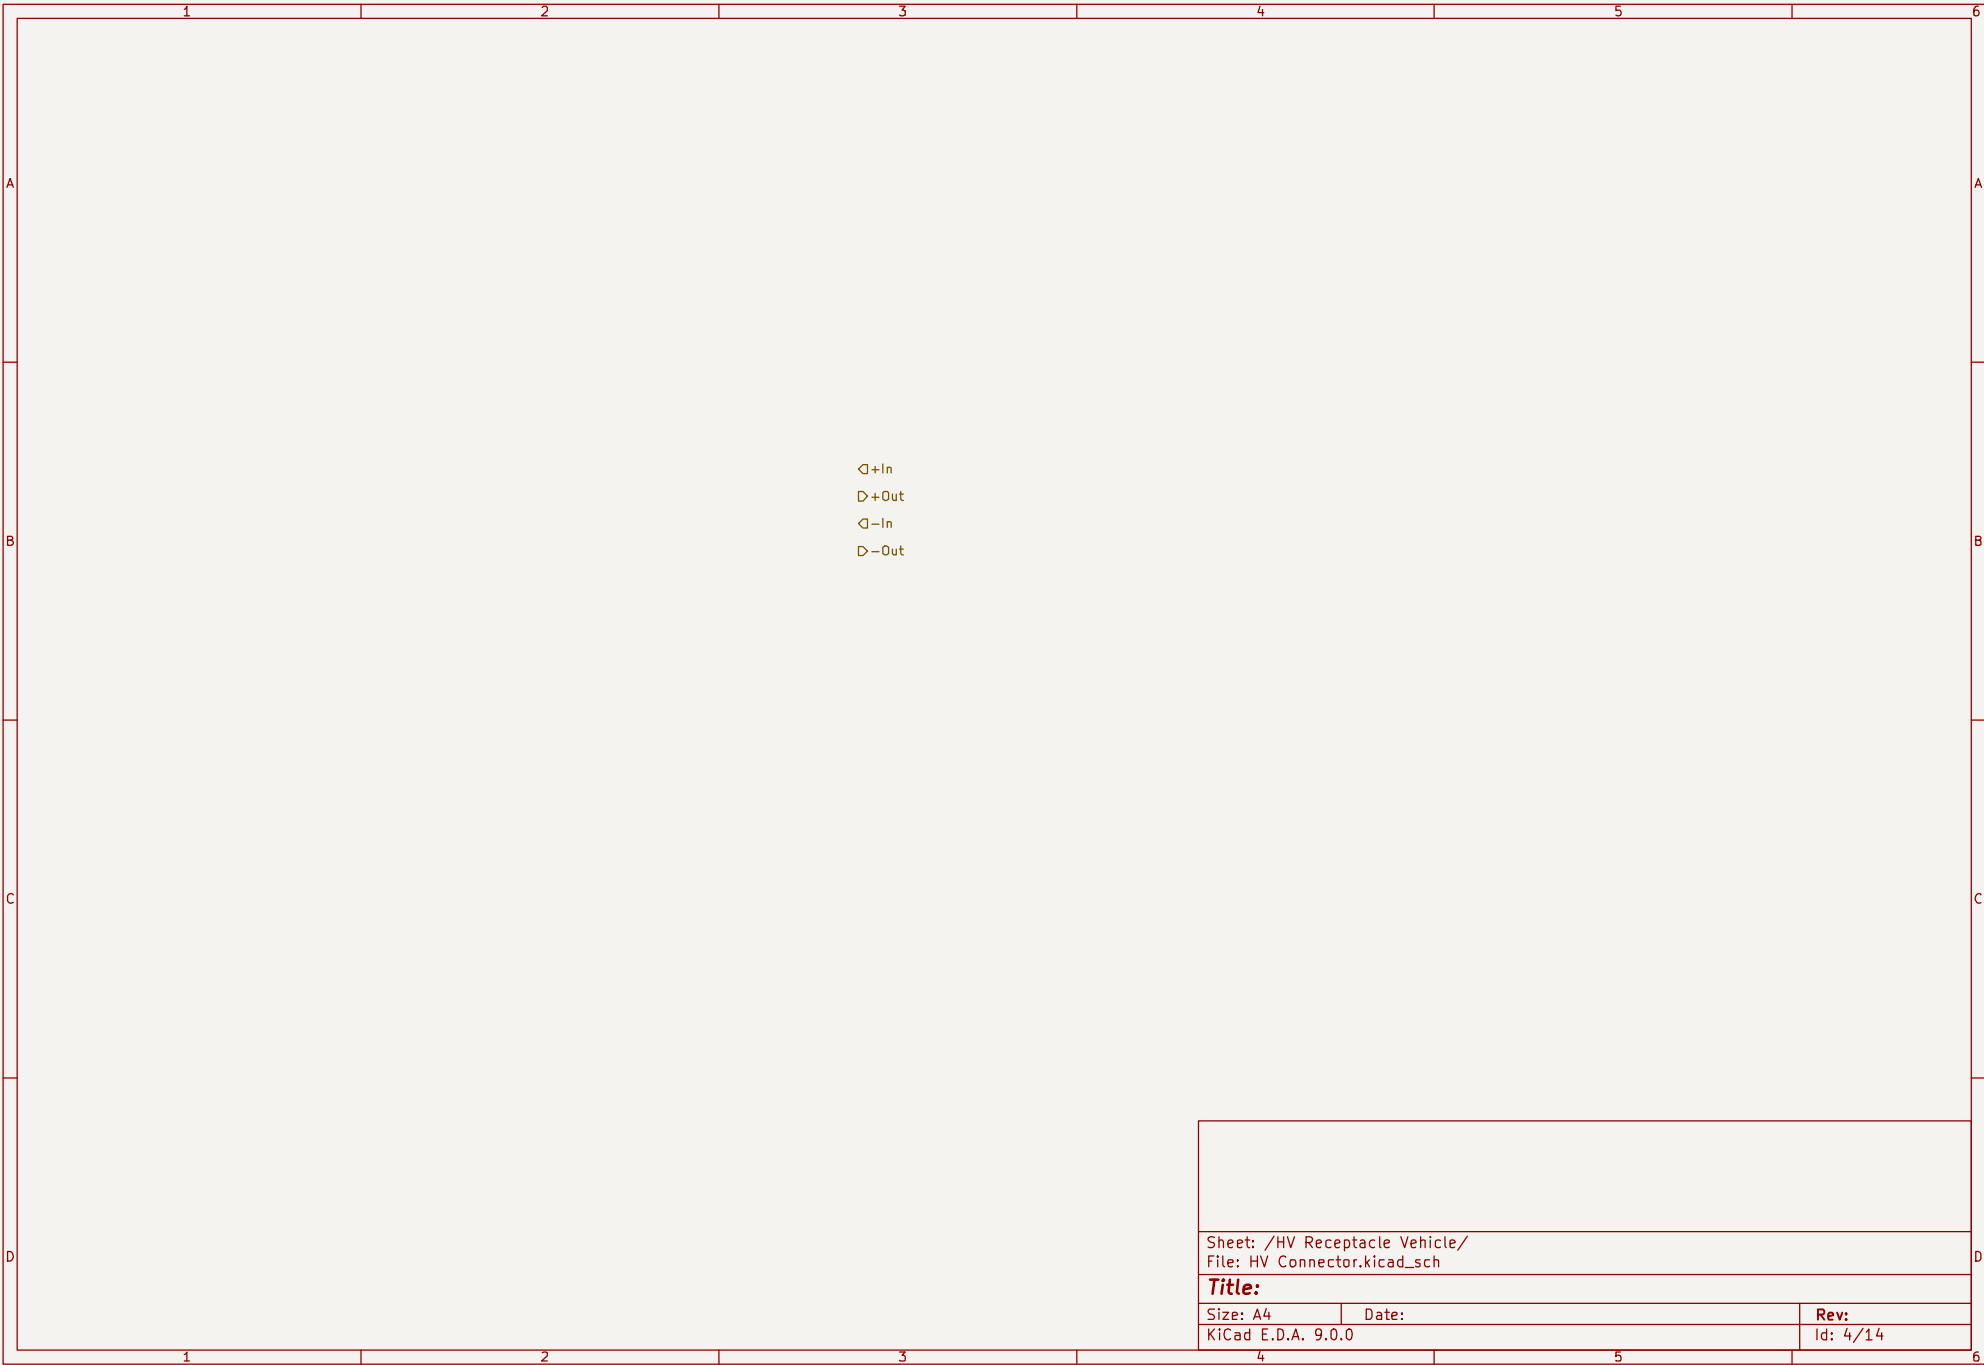 1 2 3 4 5 6
A A
+In
+Out
-In
-Out
B B
C C
Sheet: /HV Receptacle Vehicle/
File: HV Connector.kicad_sch
D D
Title:
Size: A4 Date: Rev:
KiCad E.D.A. 9.0.0 Id: 4/14
1 2 3 4 5 6